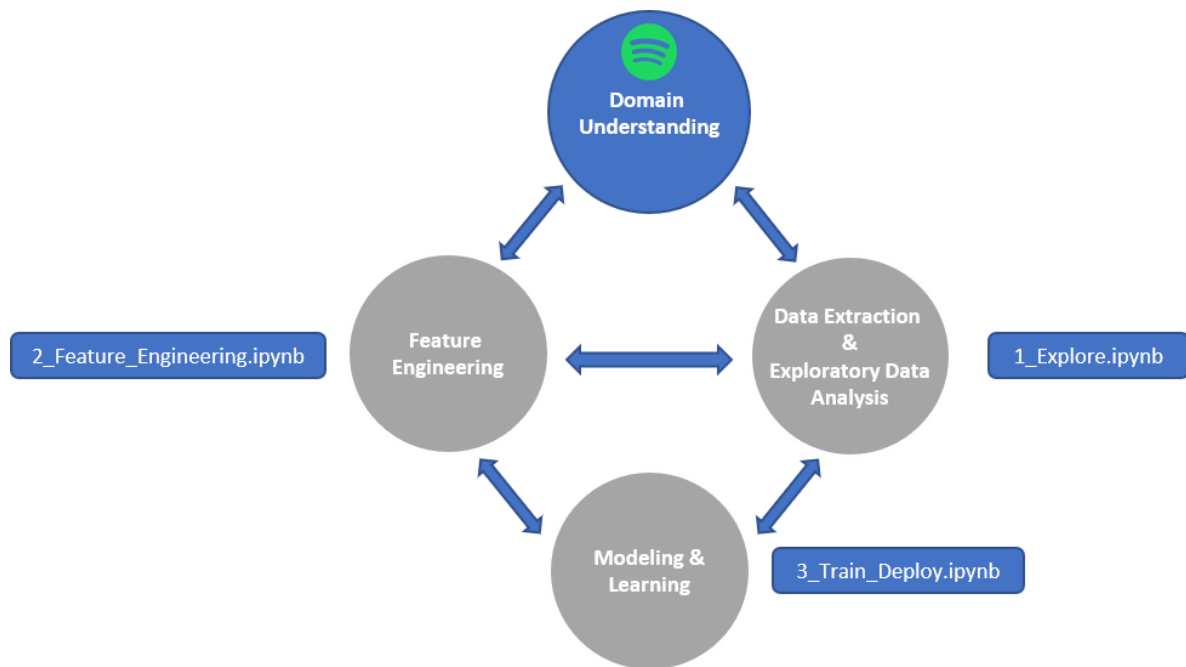 Domain
Understanding
Feature
Engineering
Data Extraction
&
Exploratory Data
Analysis
2_Feature_Engineering.ipynb
1_Explore.ipynb
Modeling &
Learning
3_Train_Deploy.ipynb